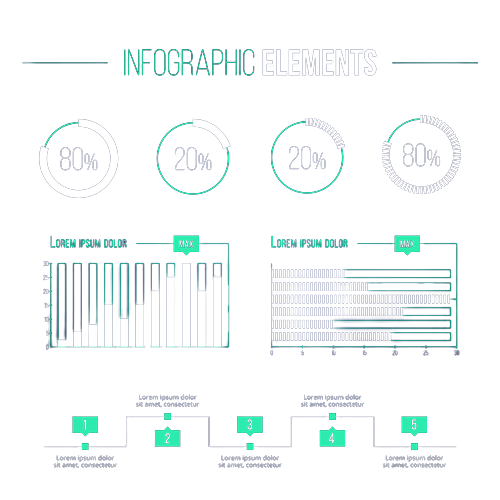 INFOGRAPHIC ELEMENTS
80% 20% 20% 80%
LOREM IPSUM DOLOR MAX
30
25
20
15
10
5
0
LOREM IPSUM DOLOR MAX
0 5 10 15 20 25 30
Lorem ipsum dolor
sit amet, consectetur
Lorem ipsum dolor
sit amet, consectetur
1 2 3 4 5
Lorem ipsum dolor
sit amet, consectetur
Lorem ipsum dolor
sit amet, consectetur
Lorem ipsum dolor
sit amet, consectetur